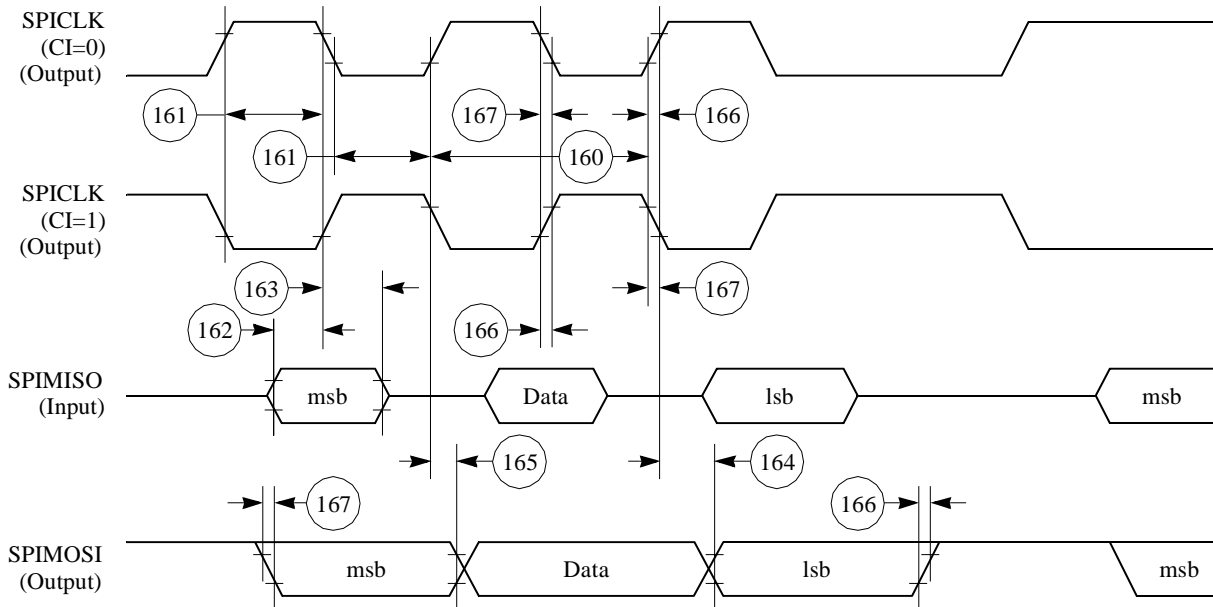 SPICLK
(CI=0)
(Output)
161
167
166
161
160
SPICLK
(CI=1)
(Output)
163
167
162
166
SPIMISO
(Input)
msb
Data
lsb
msb
165
164
167
166
SPIMOSI
(Output)
msb
Data
lsb
msb